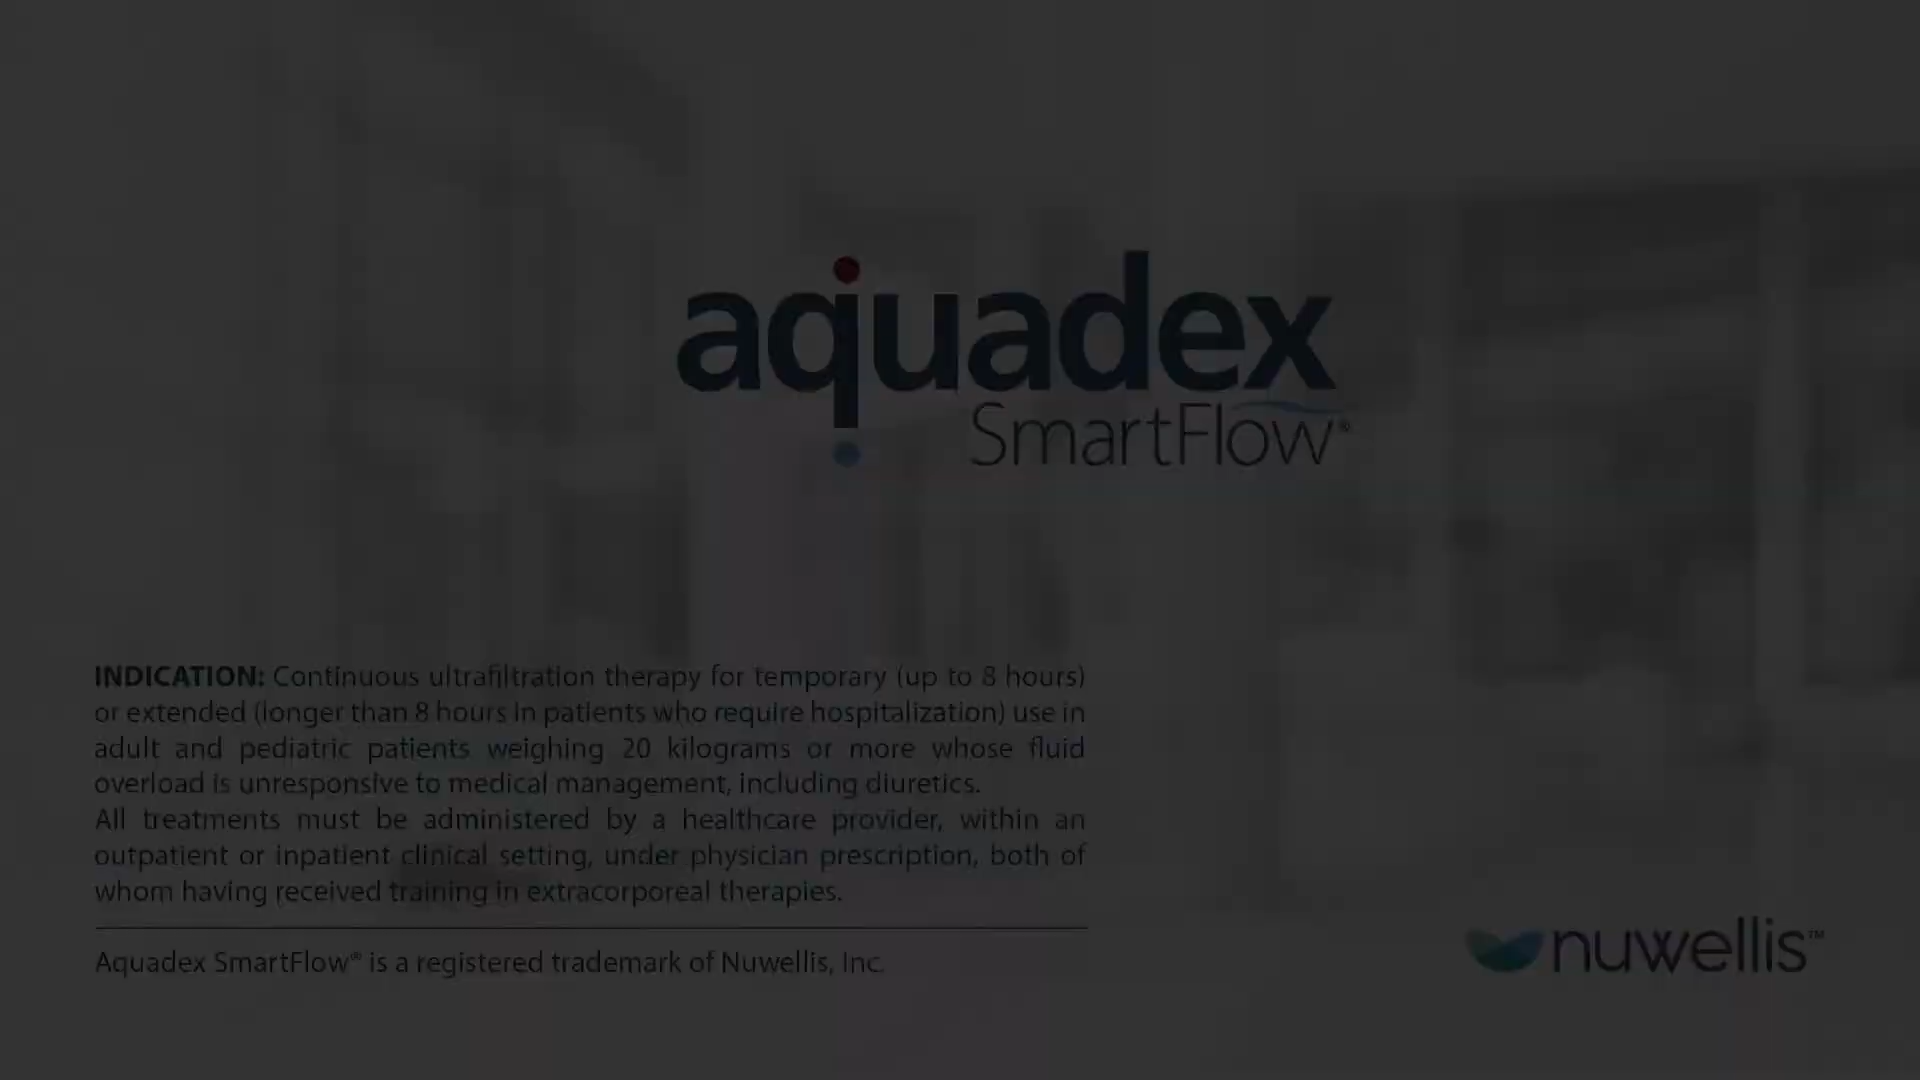 aquadex
SmartFlow®
INDICATION: Continuous ultrafiltration therapy for temporary (up to 8 hours)
or extended (longer than 8 hours in patients who require hospitalization) use in
adult and pediatric patients weighing 20 kilograms or more whose fluid
overload is unresponsive to medical management, including diuretics.
All treatments must be administered by a healthcare provider, within an
outpatient or inpatient clinical setting, under physician prescription, both of
whom having received training in extracorporeal therapies.
Aquadex SmartFlow® is a registered trademark of Nuwellis, Inc.
nuwellis™